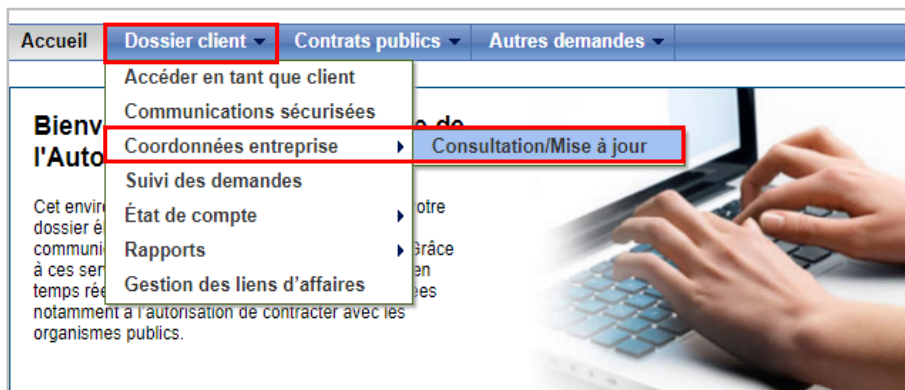 Accueil Dossier client Contrats publics Autres demandes
Accéder en tant que client
Communications sécurisées
Bienv de
Coordonnées entreprise Consultation/Mise à jour
l'Auto
Suivi des demandes
Cet envir otre
État de compte
dossier él
communi Grâce
Rapports
à ces ser en
Gestion des liens d'affaires
temps rée ées
notamment à l'autorisation de contracter avec les
organismes publics.